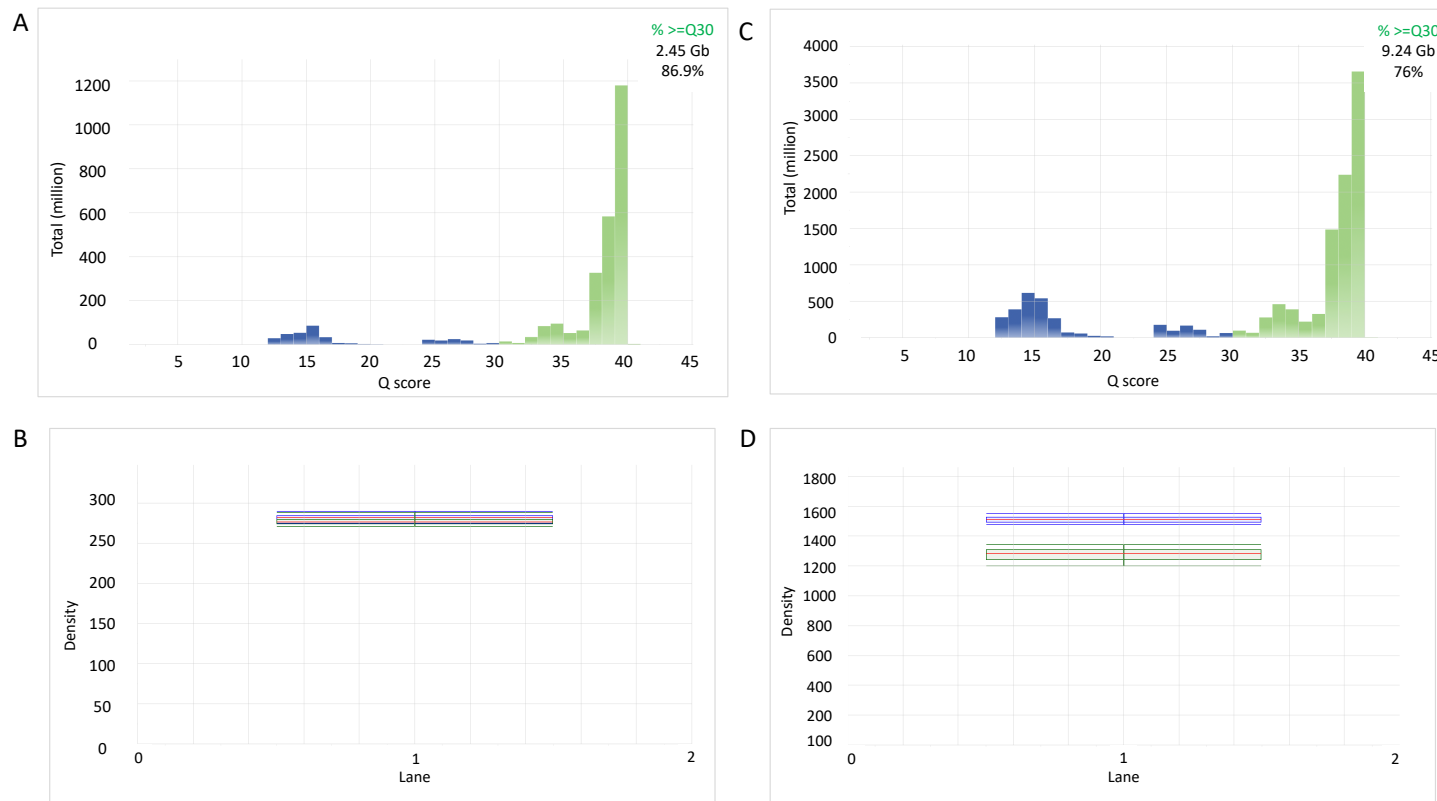 A
% >=Q30
2.45 Gb
86.9%
1200
1000
800
600
400
200
0
Total (million)
5 10 15 20 25 30 35 40 45
Q score
C
% >=Q30
9.24 Gb
76%
4000
3500
3000
2500
2000
1500
1000
500
0
Total (million)
5 10 15 20 25 30 35 40 45
Q score
B
300
250
200
150
100
50
0
Density
0 1 2
Lane
D
1800
1600
1400
1200
1000
800
600
400
200
100
Density
0 1 2
Lane